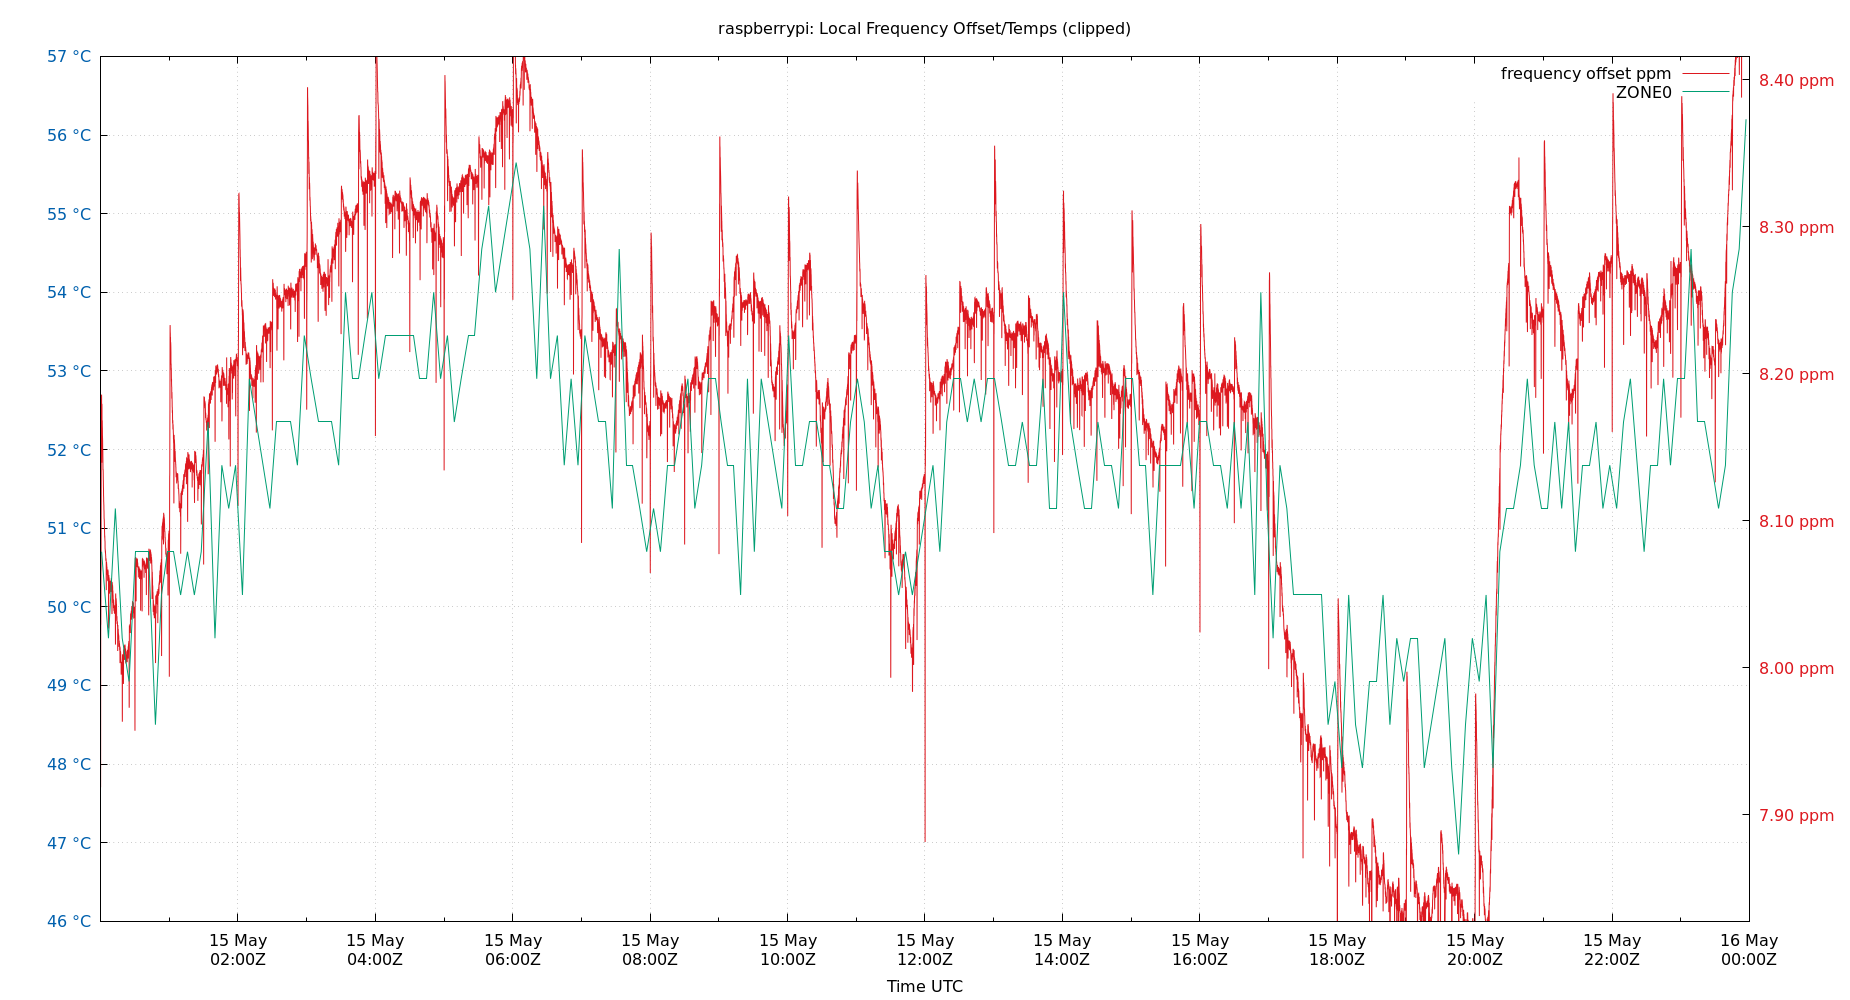 raspberrypi: Local Frequency Offset/Temps (clipped)
57 °C
56 °C
55 °C
54 °C
53 °C
52 °C
51 °C
50 °C
49 °C
48 °C
47 °C
46 °C
frequency offset ppm
ZONE0
8.40 ppm
8.30 ppm
8.20 ppm
8.10 ppm
8.00 ppm
7.90 ppm
15 May 15 May 15 May 15 May 15 May 15 May 15 May 15 May 15 May 15 May 15 May 16 May
02:00Z 04:00Z 06:00Z 08:00Z 10:00Z 12:00Z 14:00Z 16:00Z 18:00Z 20:00Z 22:00Z 00:00Z
Time UTC